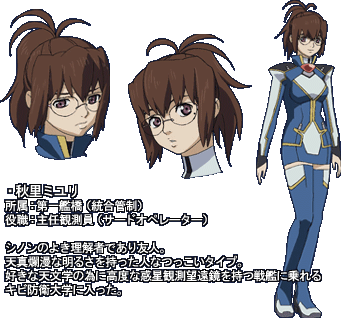 ・秋里ミユリ
所属：第一艦橋（統合管制）
役職：主任観測員（サードオペレーター）
シノンのよき理解者であり友人。
天真爛漫な明るさを持った人なつっこいタイプ。
好きな天文学の為に高度な惑星観測望遠鏡を持つ戦艦に乗れる
キビ防衛大学に入った。